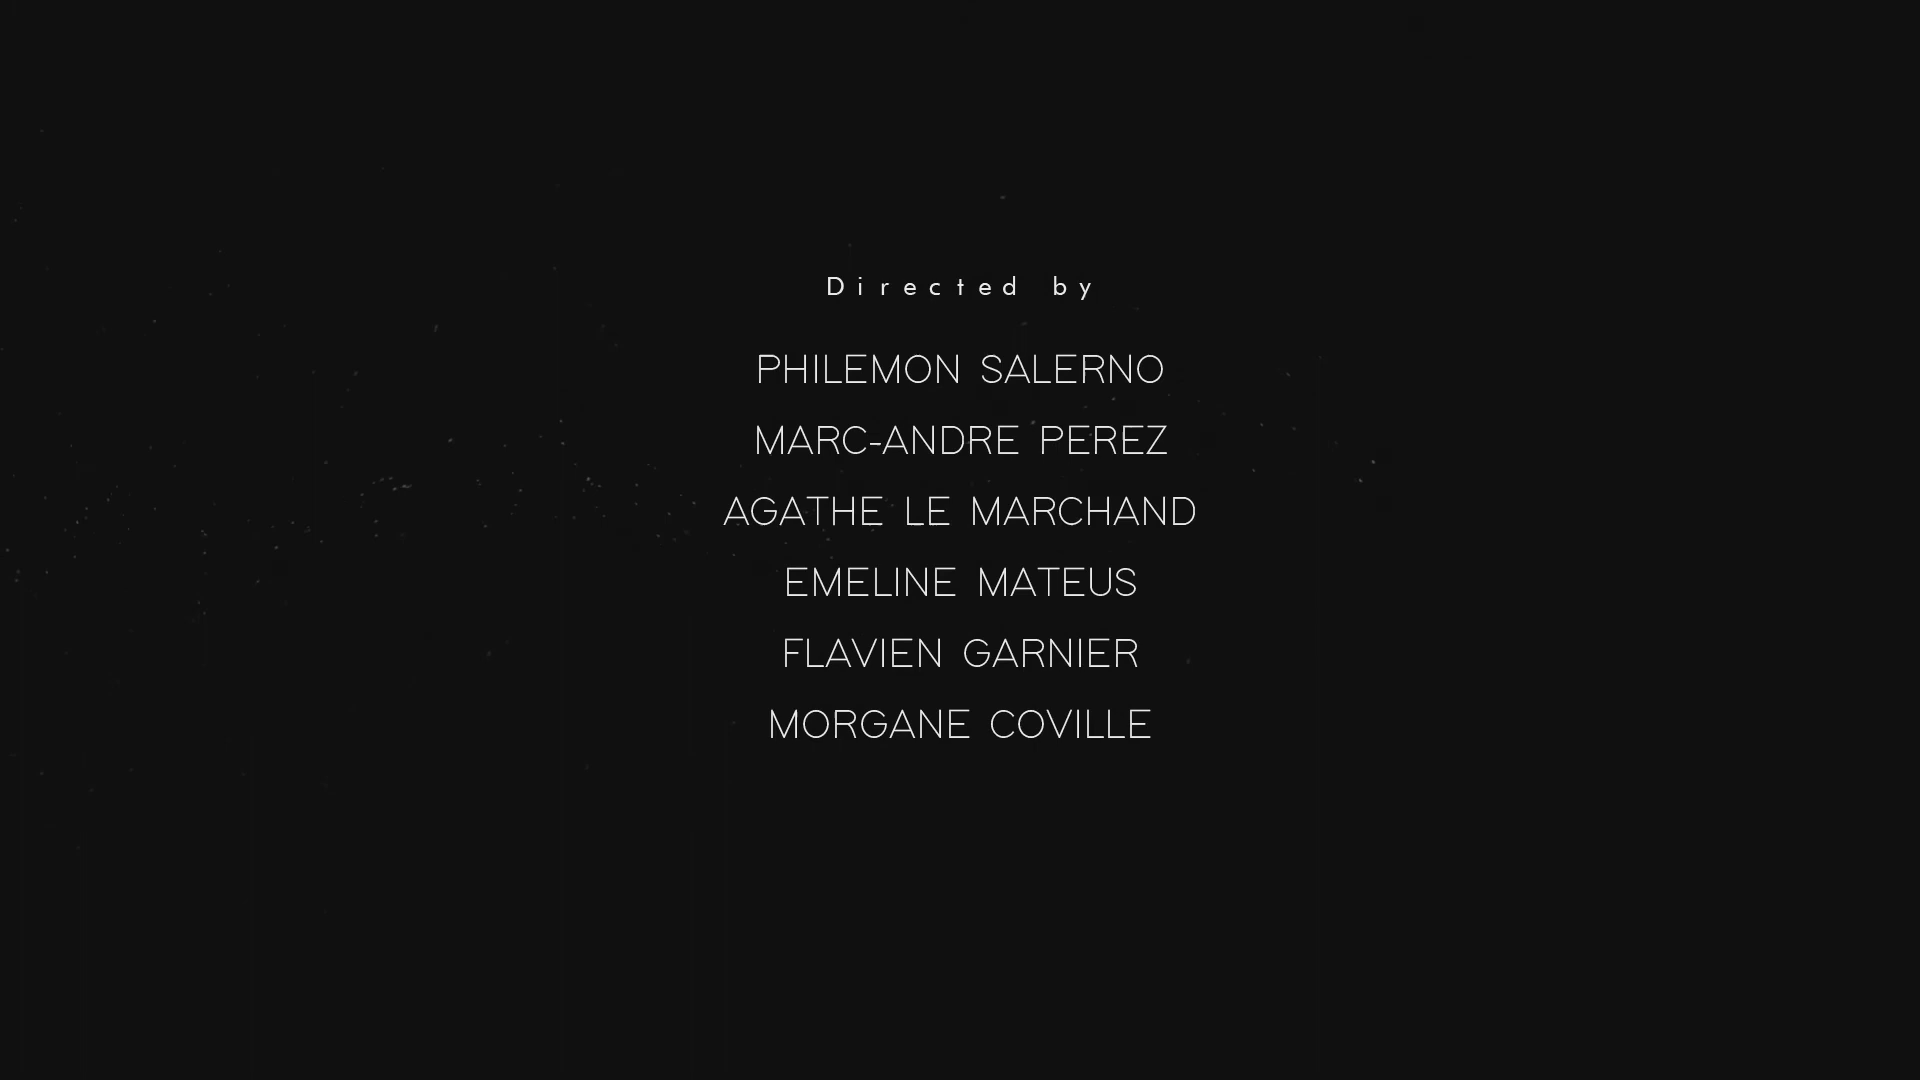 Directed by
PHILEMON SALERNO
MARC-ANDRE PEREZ
AGATHE LE MARCHAND
EMELINE MATEUS
FLAVIEN GARNIER
MORGANE COVILLE